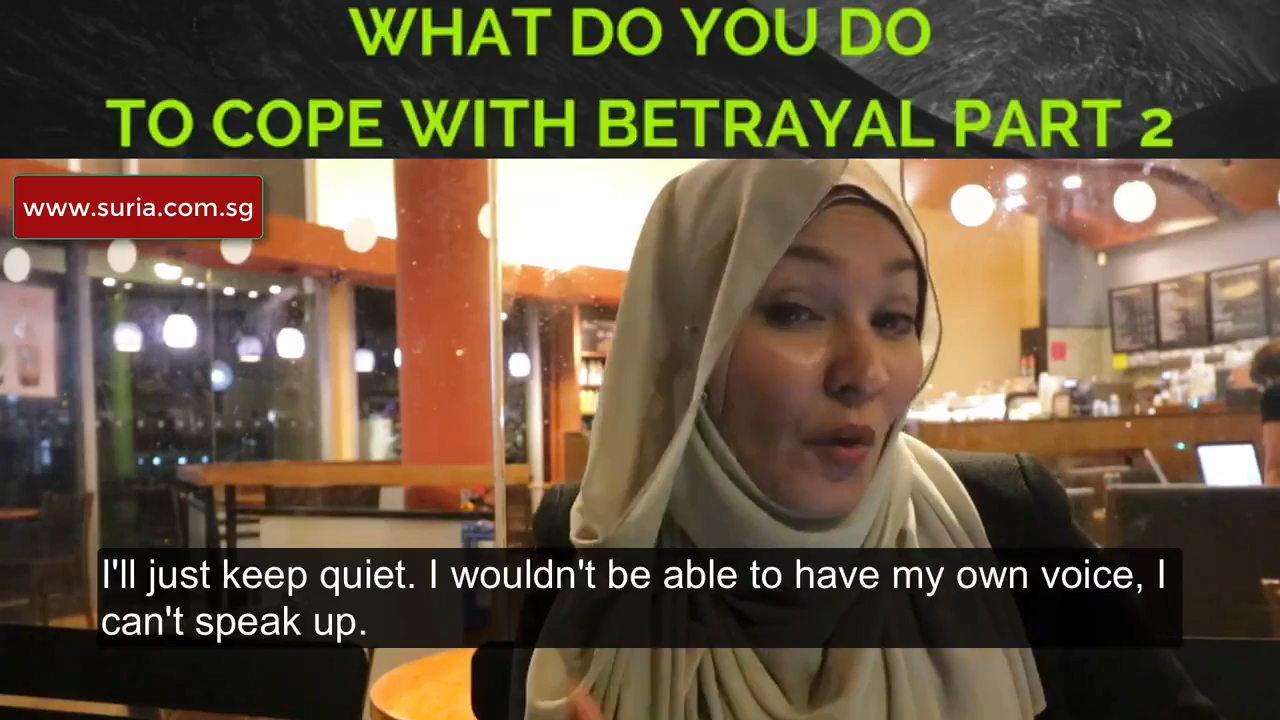 WHAT DO YOU DO
TO COPE WITH BETRAYAL PART 2
www.suria.com.sg
I'll just keep quiet. I wouldn't be able to have my own voice, I
can't speak up.